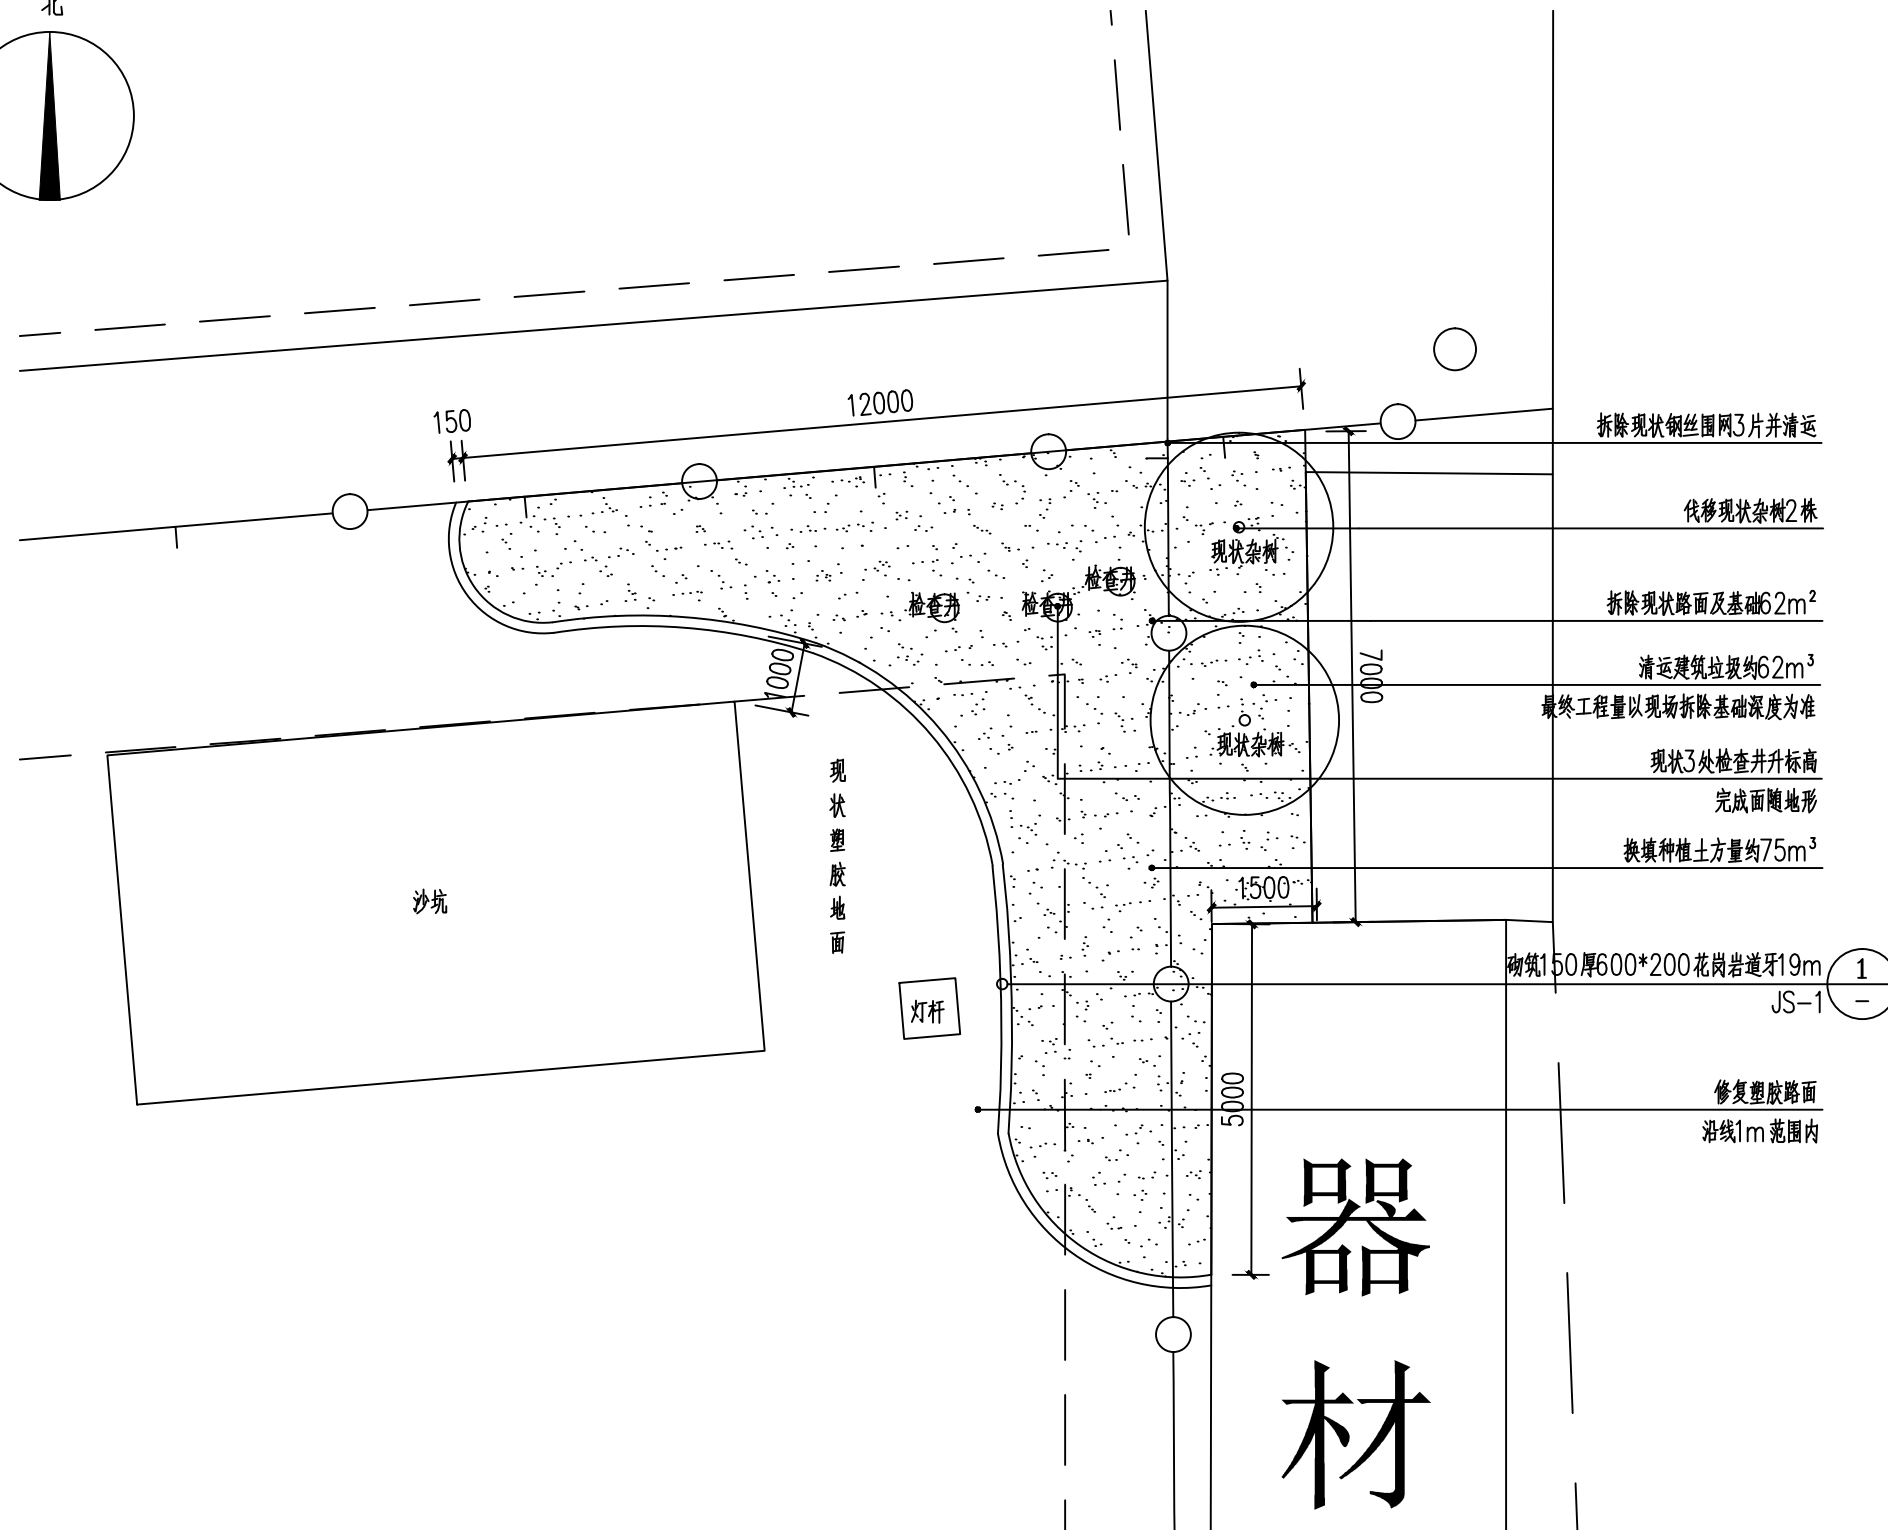 北
150
12000
拆除现状钢丝围网3片并清运
伐移现状杂树2株
现状杂树
检查井
检查井
检查井
拆除现状路面及基础62m²
清运建筑垃圾约62m³
最终工程量以现场拆除基础深度为准
1000
7000
现状杂树
现状3处检查井升标高
完成面随地形
现状塑胶地面
换填种植土方量约75m³
1500
沙坑
砌筑150厚600*200花岗岩道牙19m
JS-1
1
-
灯杆
5000
修复塑胶路面
沿线1m范围内
器材